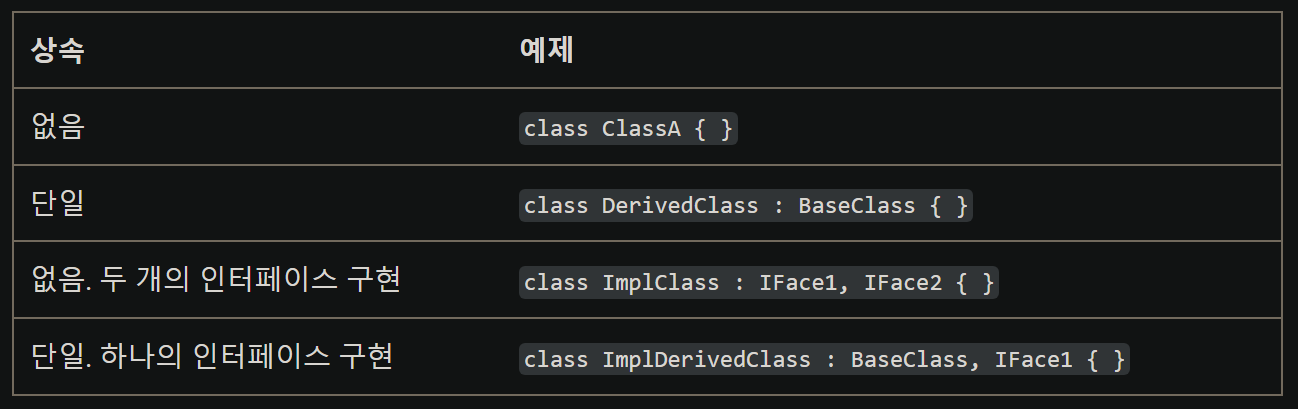 상속 예제
없음 class ClassA { }
단일 class DerivedClass : BaseClass { }
없음. 두 개의 인터페이스 구현 class ImplClass : IFace1, IFace2 { }
단일. 하나의 인터페이스 구현 class ImplDerivedClass : BaseClass, IFace1 { }